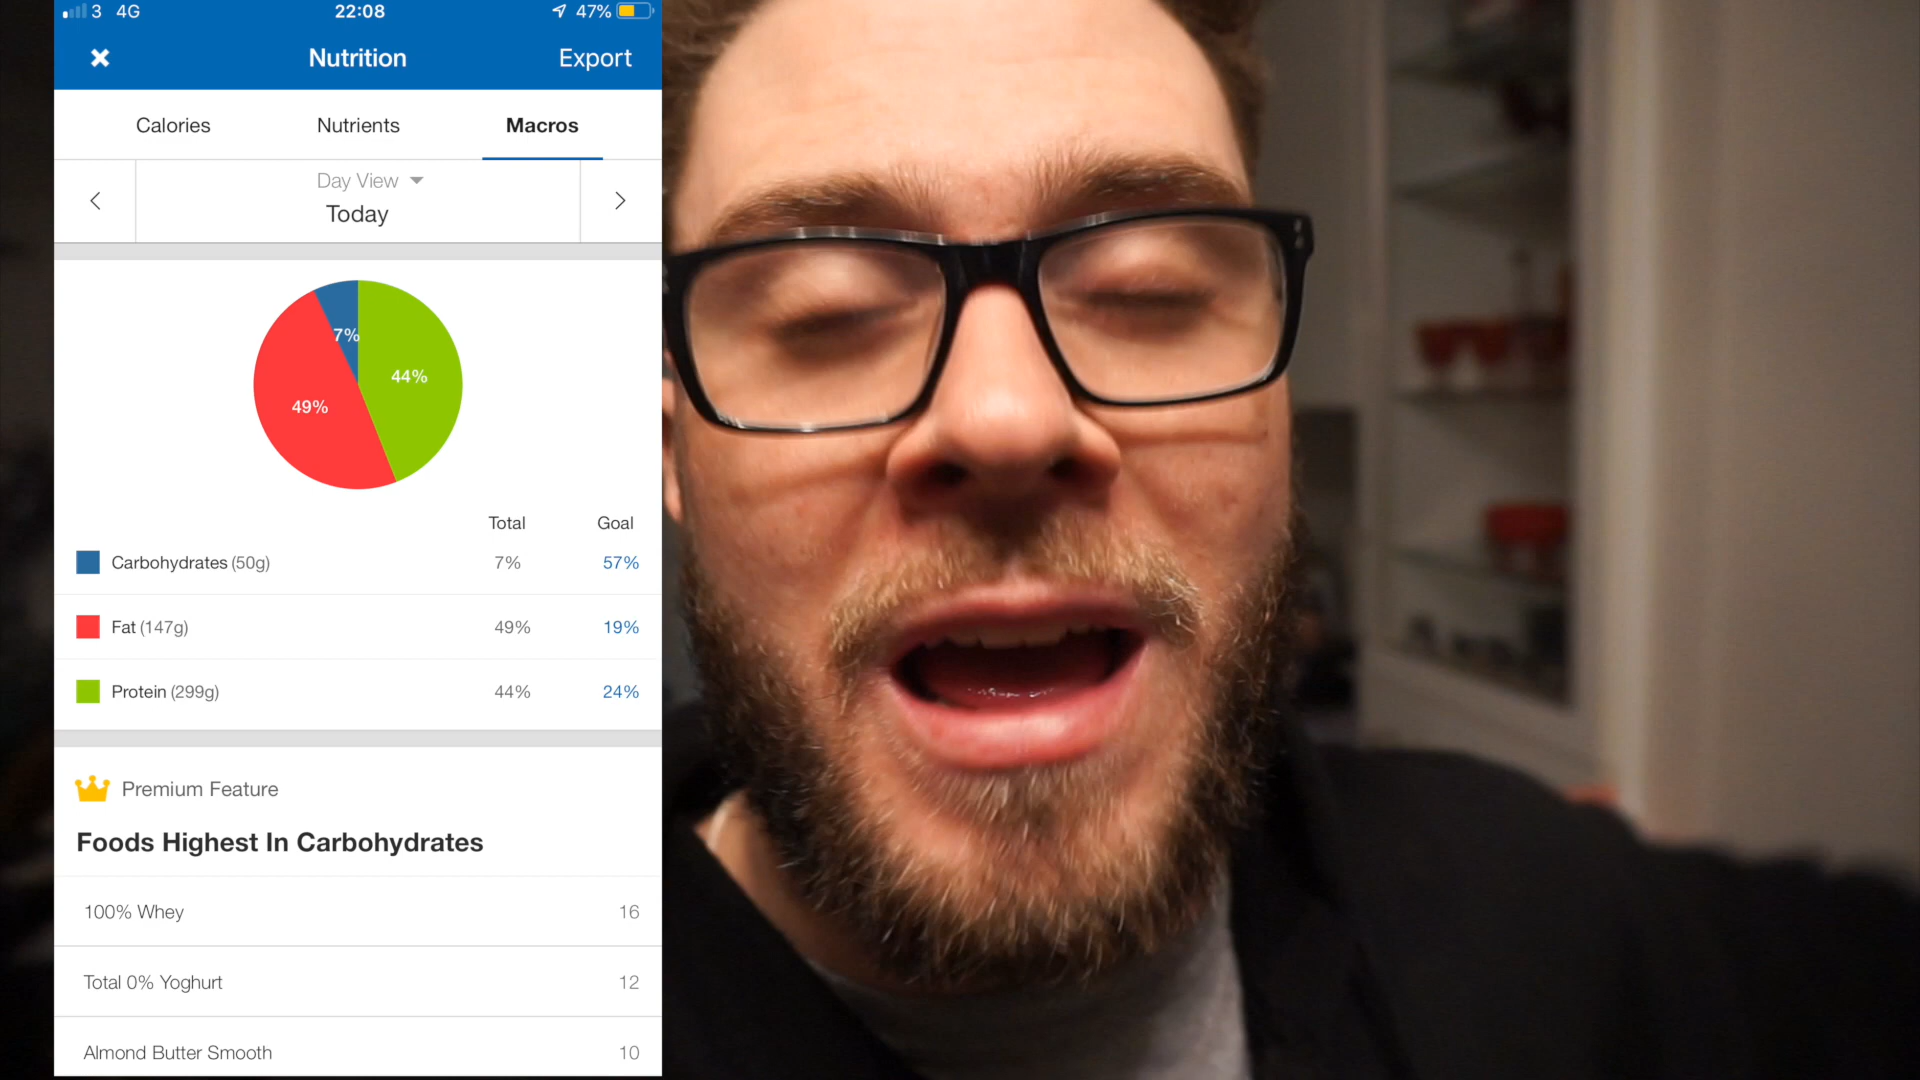 3 4G 22:08 47%
Nutrition Export
Calories Nutrients Macros
Day View
Today
7%
44%
49%
Total Goal
Carbohydrates (50g) 7% 57%
Fat (147g) 49% 19%
Protein (299g) 44% 24%
Premium Feature
Foods Highest In Carbohydrates
100% Whey 16
Total 0% Yoghurt 12
Almond Butter Smooth 10